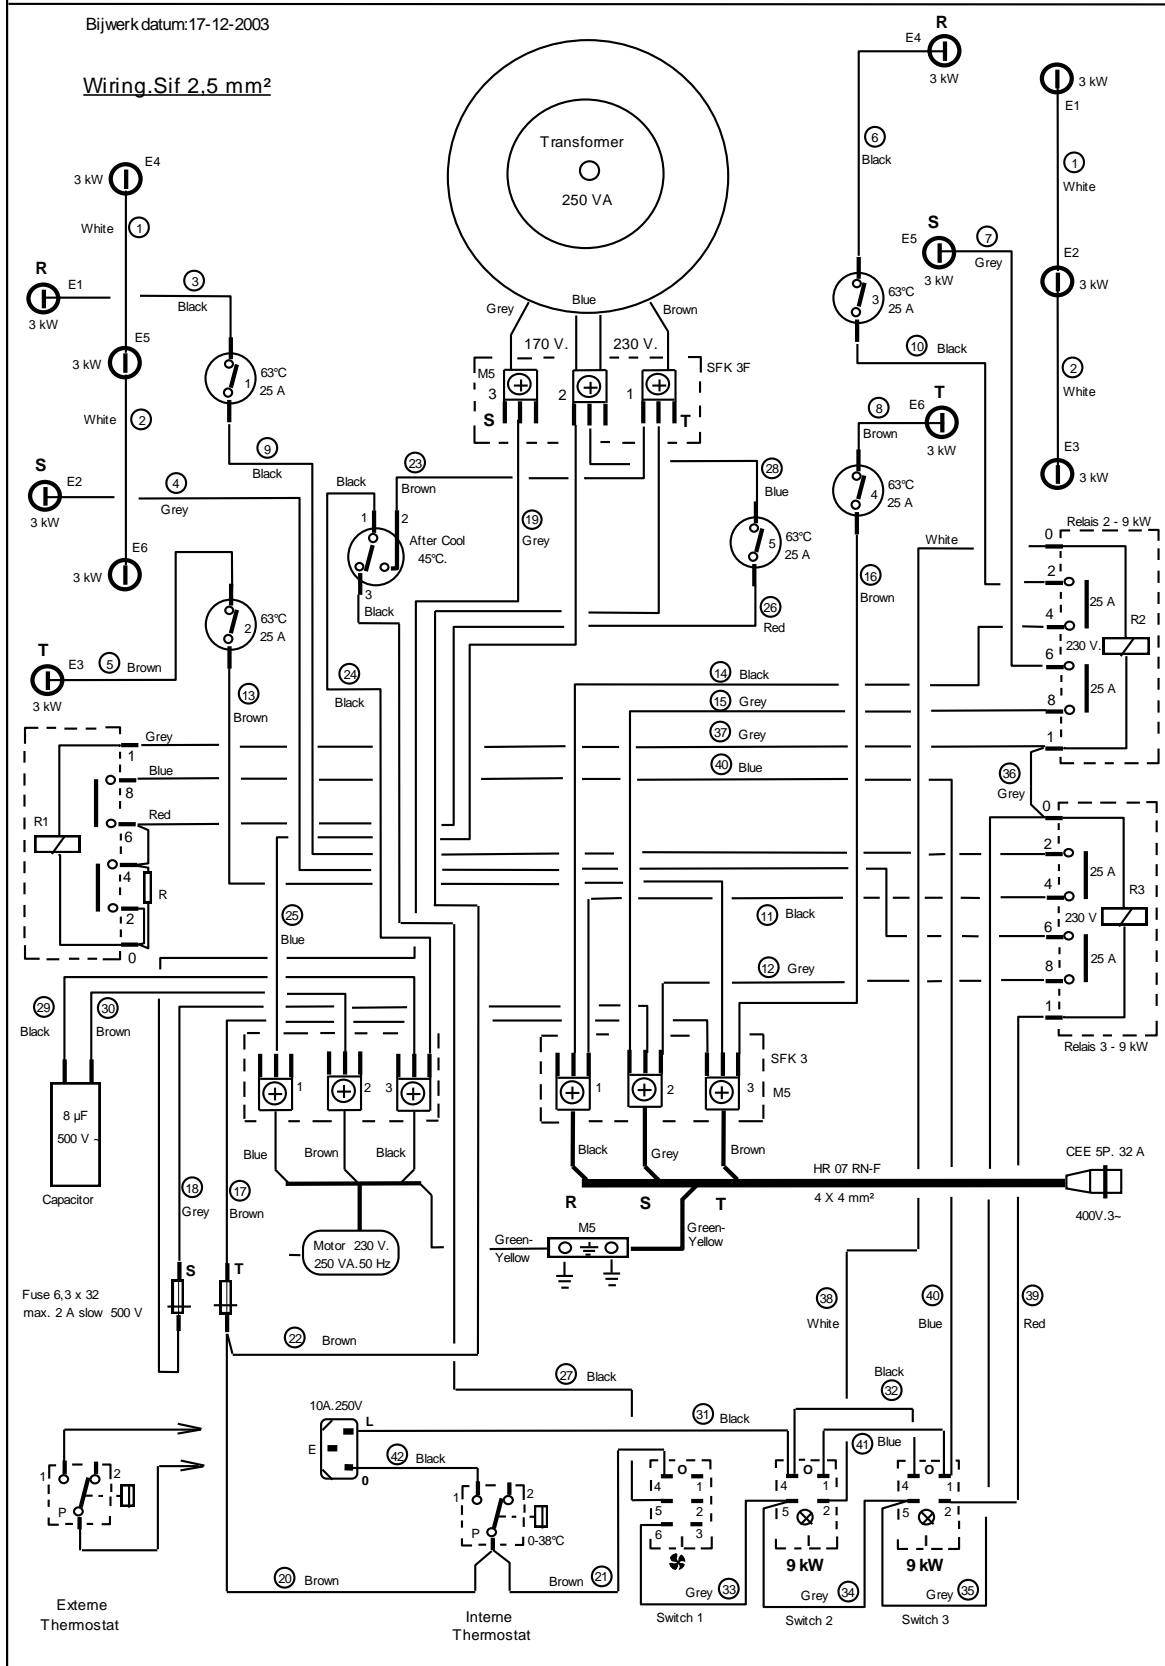 Bijwerk datum:17-12-2003
Wiring.Sif 2,5 mm²
Transformer
250 VA
Grey
Blue
Brown
170 V.
230 V.
SFK 3F
M5
3
2
1
S
T
E4
3 kW
White
1
R
E1
3 kW
3
Black
E5
3 kW
63°C
25 A
1
White
2
S
E2
3 kW
4
Grey
9
Black
E6
3 kW
63°C
25 A
2
T
E3
3 kW
5
Brown
13
Brown
Black
23
Brown
1
2
After Cool
45°C.
3
Black
24
Black
19
Grey
28
Blue
63°C
25 A
5
26
Red
R
E4
3 kW
6
Black
S
E5
3 kW
7
Grey
63°C
25 A
3
10
Black
T
E6
3 kW
8
Brown
63°C
25 A
4
16
Brown
3 kW
E1
1
White
E2
3 kW
2
White
E3
3 kW
Relais 2 - 9 kW
White
0
2
4
6
8
1
25 A
230 V.
R2
25 A
14
Black
15
Grey
37
Grey
40
Blue
36
Grey
Grey
Blue
Red
1
8
6
4
2
0
R1
R
0
2
4
6
8
1
25 A
230 V
R3
25 A
Relais 3 - 9 kW
25
Blue
11
Black
12
Grey
29
Black
30
Brown
8 µF
500 V ~
Capacitor
1
2
3
Blue
Brown
Black
Motor 230 V.
250 VA.50 Hz
SFK 3
M5
1
2
3
Black
Grey
Brown
R
S
T
HR 07 RN-F
4 X 4 mm²
CEE 5P. 32 A
400V.3~
M5
Green-
Yellow
Green-
Yellow
18
Grey
17
Brown
S
T
Fuse 6,3 x 32
max. 2 A slow 500 V
22
Brown
38
White
40
Blue
39
Red
27
Black
Black
32
10A.250V
L
E
0
31
Black
42
Black
41
Blue
1
2
P
Externe
Thermostat
1
2
P
0-38°C
Interne
Thermostat
20
Brown
Brown
21
O
4
1
5
2
6
3
Switch 1
O
4
1
5
2
9 kW
Switch 2
O
4
1
5
2
9 kW
Switch 3
Grey
33
Grey
34
Grey
35